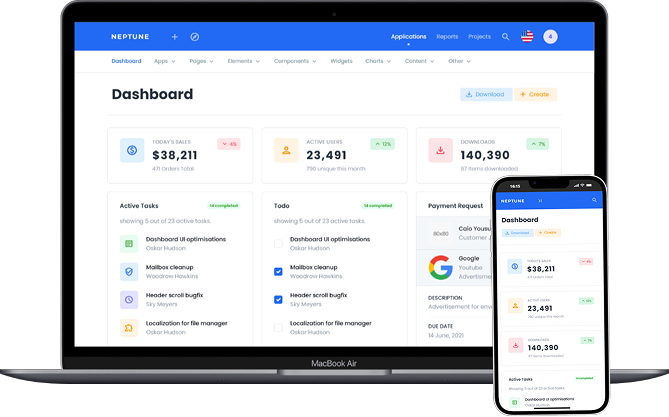 NEPTUNE
Applications Reports Projects 4
Dashboard Apps Pages Elements Components Widgets Charts Content Other
Dashboard
Download Create
TODAY'S SALES
$38,211
471 Orders Total
4%
ACTIVE USERS
23,491
790 unique this month
12%
DOWNLOADS
140,390
87 items downloaded
7%
Active Tasks
14 completed
showing 5 out of 23 active tasks.
Dashboard UI optimisations
Oskar Hudson
Mailbox cleanup
Woodrow Hawkins
Header scroll bugfix
Sky Meyers
Localization for file manager
Oskar Hudson
Todo
14 completed
showing 5 out of 23 active tasks.
Dashboard UI optimisations
Oskar Hudson
Mailbox cleanup
Woodrow Hawkins
Header scroll bugfix
Sky Meyers
Localization for file manager
Oskar Hudson
Payment Request
80x80
Customer
Google
Youtube
Advertisme
DESCRIPTION
Advertisement for env
DUE DATE
14 June, 2021
MacBook Air
16:15
NEPTUNE
Dashboard
Download Create
TODAY'S SALES
$38,211
471 Orders Total
4%
ACTIVE USERS
23,491
790 unique this month
DOWNLOADS
140,390
87 items downloaded
7%
Active Tasks
14 completed
showing 5 out of 23 active tasks.
Dashboard UI optimisations
Oskar Hudson